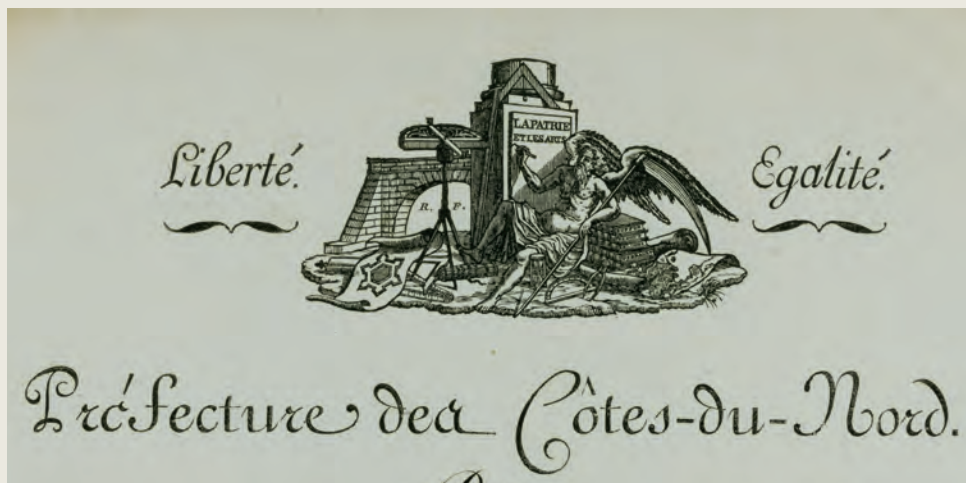 LA PATRIE
ET LES ARTS
Liberté. Egalité.
R. F.
Préfecture des Côtes-du-Nord.